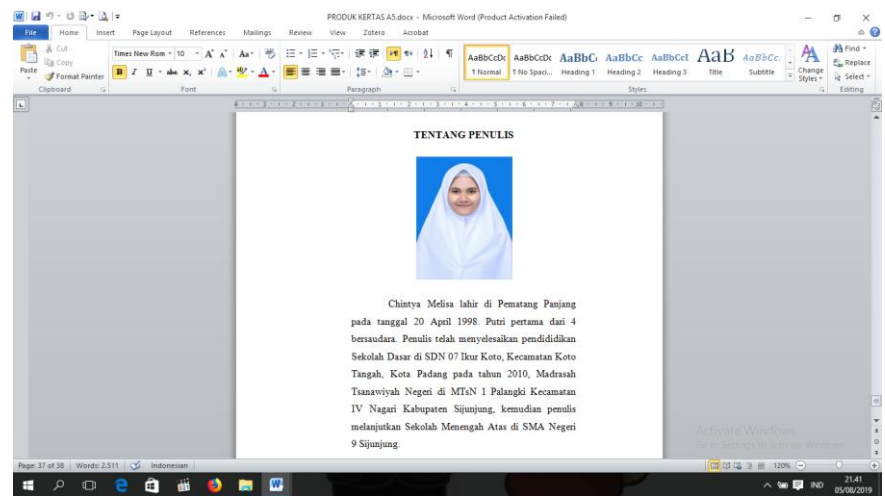 PRODUK KERTAS A5.docx - Microsoft Word (Product Activation Failed)
File Home Insert Page Layout References Mailings Review View Zotero Acrobat
Cut
Copy
Format Painter
Paste
Clipboard
Times New Rom 10
Font
Paragraph
AaBbCcDc AaBbCcDc AaBbC AaBbCc AaBbCcI AaB AaBbCc.
¶ Normal ¶ No Spaci... Heading 1 Heading 2 Heading 3 Title Subtitle
Change Styles
Styles
Find
Replace
Select
Editing
TENTANG PENULIS
Chintya Melisa lahir di Pematang Panjang
pada tanggal 20 April 1998. Putri pertama dari 4
bersaudara. Penulis telah menyelesaikan pendididikan
Sekolah Dasar di SDN 07 Ikur Koto, Kecamatan Koto
Tangah, Kota Padang pada tahun 2010, Madrasah
Tsanawiyah Negeri di MTsN 1 Palangki Kecamatan
IV Nagari Kabupaten Sijunjung, kemudian penulis
melanjutkan Sekolah Menengah Atas di SMA Negeri
9 Sijunjung.
Activate Windows
Go to Settings to activate Windows.
Page: 37 of 38 Words: 2.511 Indonesian 120%
IND 21.41
05/08/2019